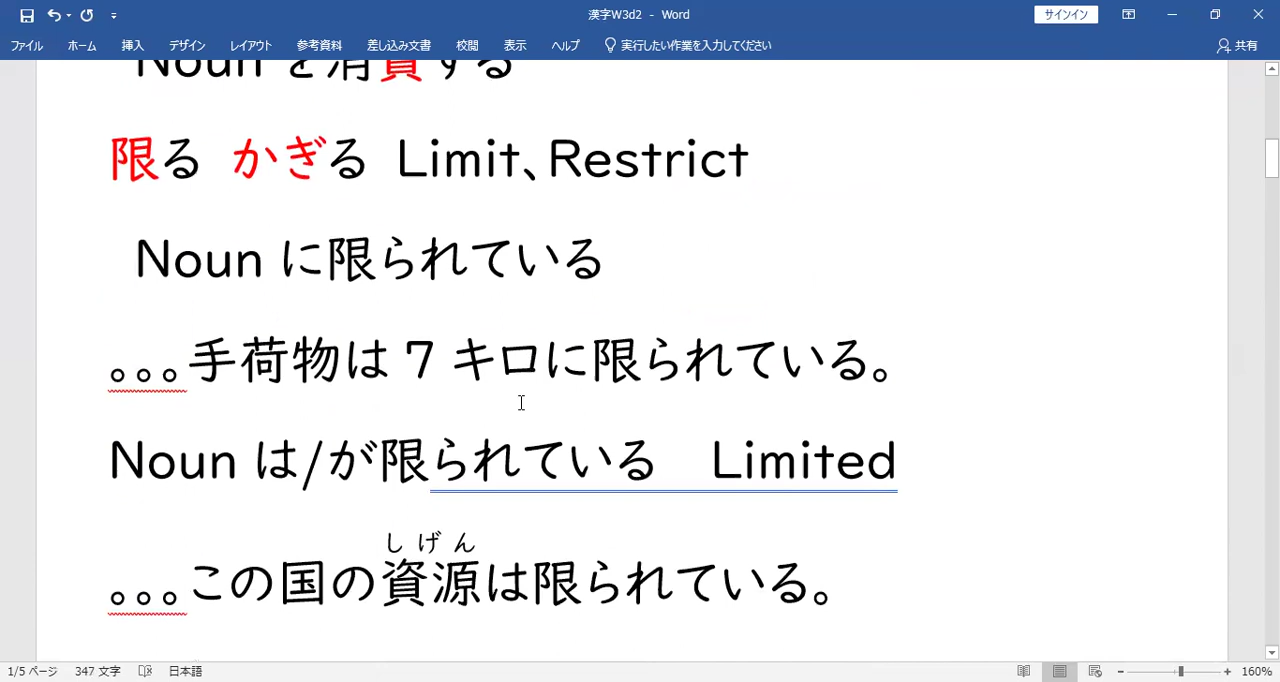 漢字W3d2 - Word
サインイン
ファイル ホーム 挿入 デザイン レイアウト 参考資料 差し込み文書 校閲 表示 ヘルプ 実行したい作業を入力してください 共有
Noun を消費する
限る かぎる Limit、Restrict
Noun に限られている
。。。手荷物は 7 キロに限られている。
Noun は/が限られている Limited
しげん
。。。この国の資源は限られている。
1/5 ページ 347 文字 日本語 160%